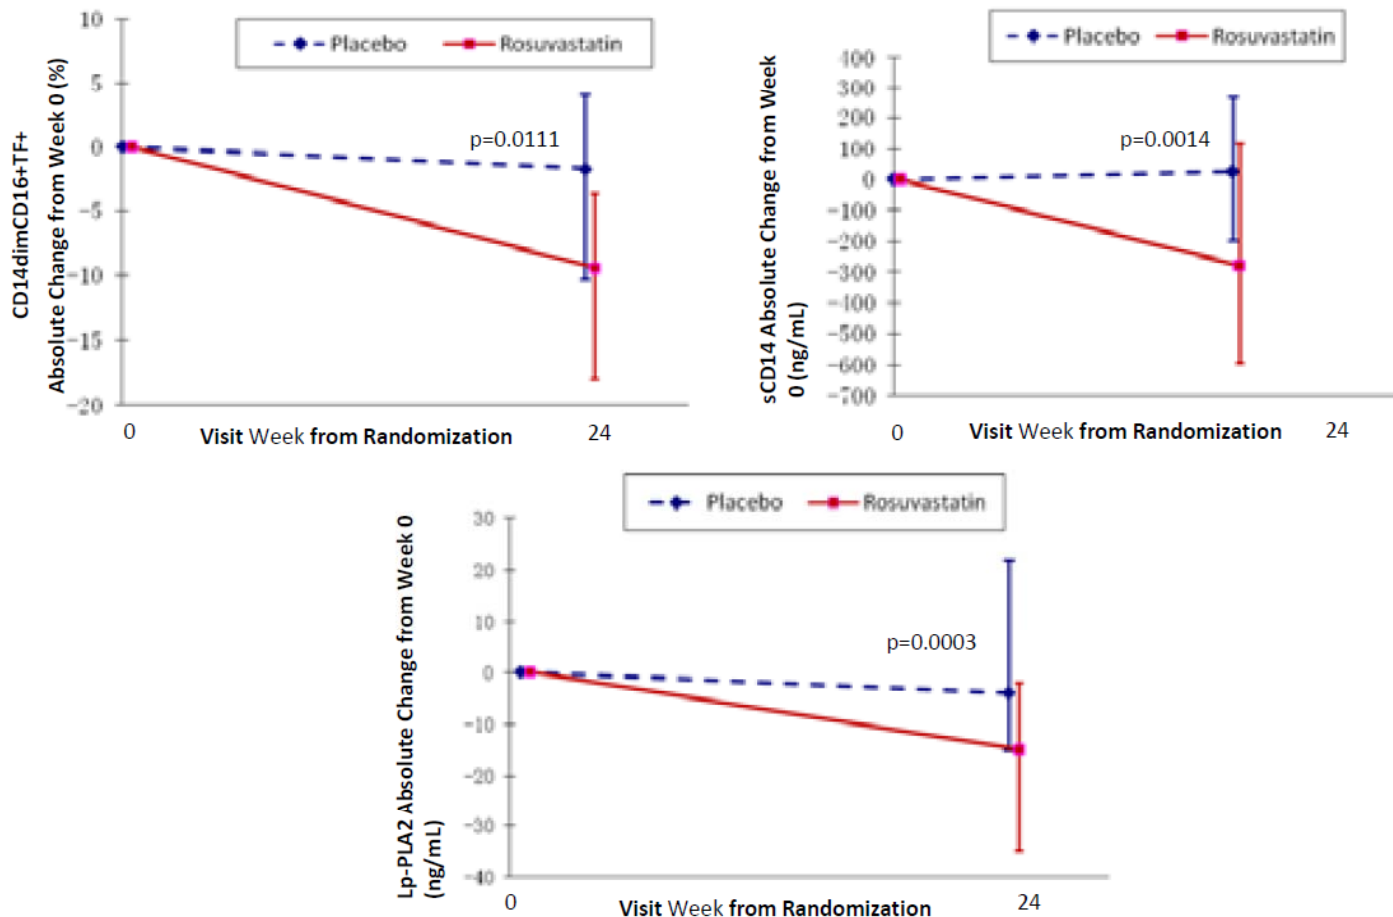 CD14dimCD16+TF+
Absolute Change from Week 0 (%)
10
5
0
−5
−10
−15
−20
Placebo Rosuvastatin
p=0.0111
0 24
Visit Week from Randomization
sCD14 Absolute Change from Week
0 (ng/mL)
400
300
200
100
0
−100
−200
−300
−400
−500
−600
−700
Placebo Rosuvastatin
p=0.0014
0 24
Visit Week from Randomization
Lp-PLA2 Absolute Change from Week 0
(ng/mL)
30
20
10
0
−10
−20
−30
−40
Placebo Rosuvastatin
p=0.0003
0 24
Visit Week from Randomization